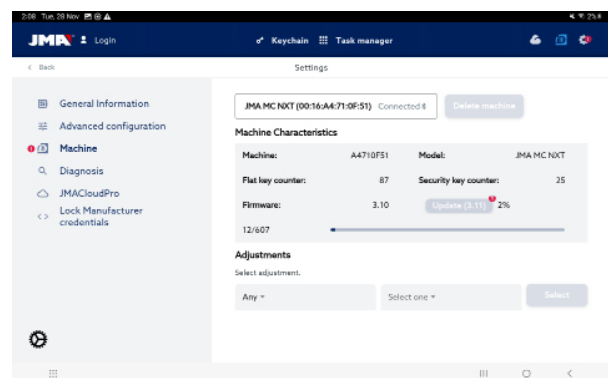 2:08 Tue, 28 Nov
JMA Login Keychain Task manager
Back Settings
General Information
Advanced configuration
Machine
Diagnosis
JMACloudPro
Lock Manufacturer
credentials
JMA MC NXT (00:16:A4:71:0F:51) Connected Delete machine
Machine Characteristics
Machine: A4710F51 Model: JMA MC NXT
Flat key counter: 87 Security key counter: 25
Firmware: 3.10 Update (3.11) 2%
12/607
Adjustments
Select adjustment.
Any Select one Select